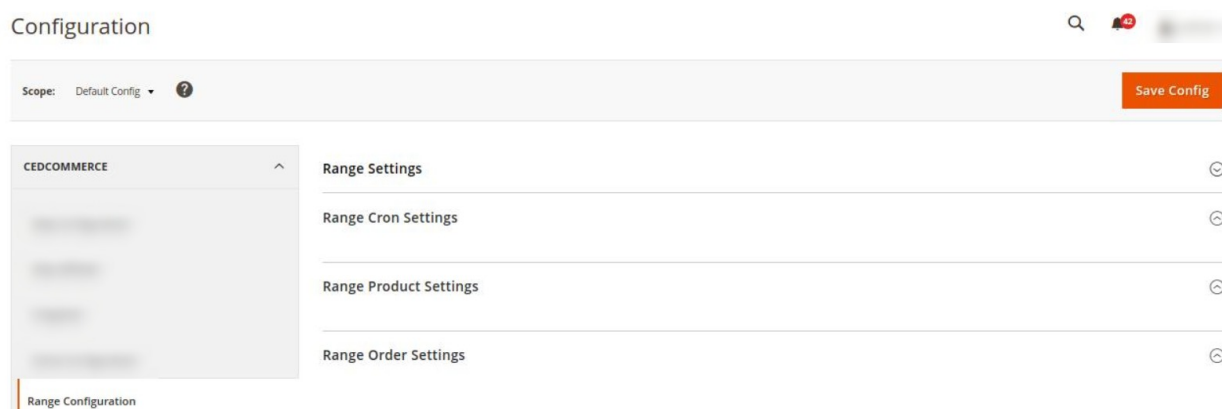 Configuration
42
Scope: Default Config ?
Save Config
CEDCOMMERCE
Range Settings
Range Cron Settings
Range Product Settings
Range Order Settings
Range Configuration